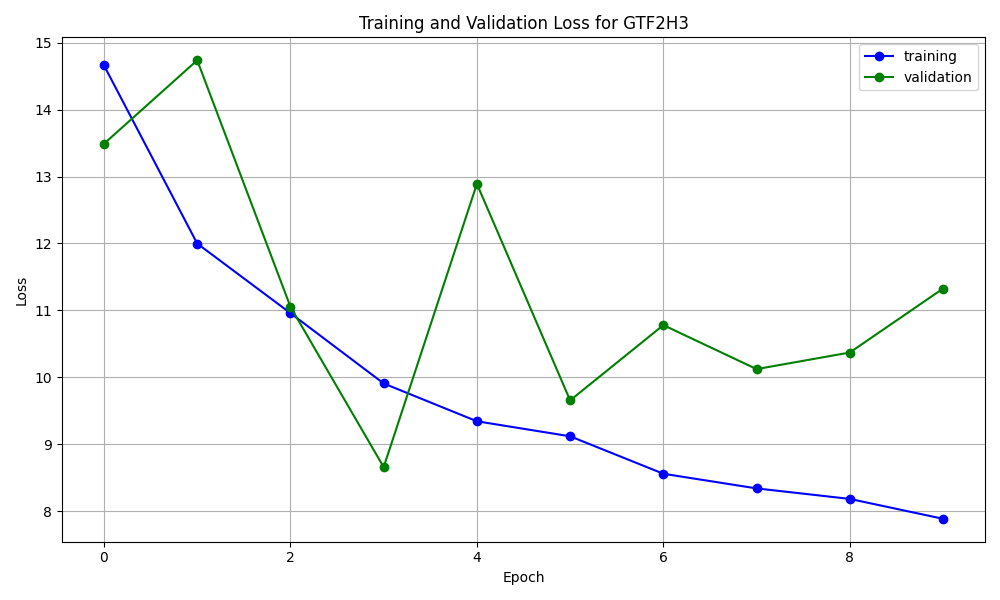 Training and Validation Loss for GTF2H3
training
validation
Loss
15
14
13
12
11
10
9
8
0
2
4
6
8
Epoch